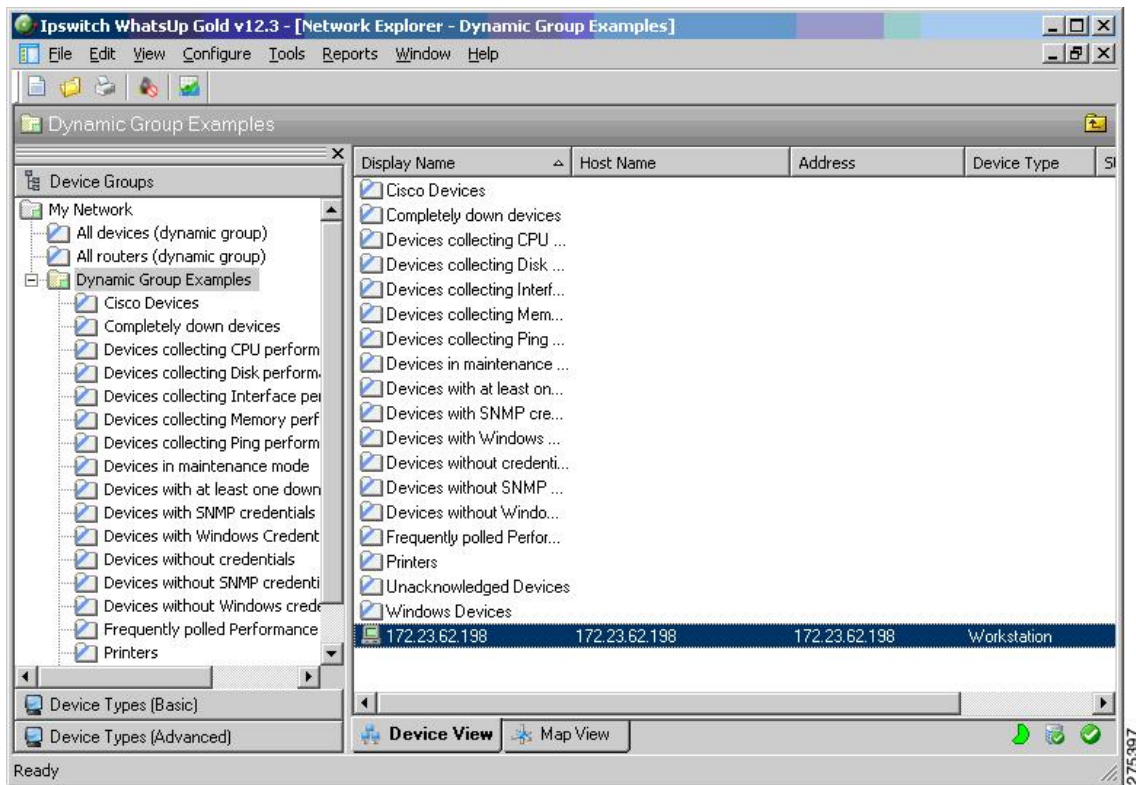 Ipswitch WhatsUp Gold v12.3 - [Network Explorer - Dynamic Group Examples]
File Edit View Configure Tools Reports Window Help
Dynamic Group Examples
Device Groups
My Network
All devices (dynamic group)
All routers (dynamic group)
Dynamic Group Examples
Cisco Devices
Completely down devices
Devices collecting CPU perform
Devices collecting Disk perform
Devices collecting Interface per
Devices collecting Memory perf
Devices collecting Ping perform
Devices in maintenance mode
Devices with at least one down
Devices with SNMP credentials
Devices with Windows Credent
Devices without credentials
Devices without SNMP credenti
Devices without Windows crede
Frequently polled Performance
Printers
Device Types (Basic)
Device Types (Advanced)
Display Name Host Name Address Device Type
Cisco Devices
Completely down devices
Devices collecting CPU ...
Devices collecting Disk ...
Devices collecting Interf...
Devices collecting Mem...
Devices collecting Ping ...
Devices in maintenance ...
Devices with at least on...
Devices with SNMP cre...
Devices with Windows ...
Devices without credenti...
Devices without SNMP ...
Devices without Windo...
Frequently polled Perfor...
Printers
Unacknowledged Devices
Windows Devices
172.23.62.198 172.23.62.198 172.23.62.198 Workstation
Device View Map View
Ready
275397